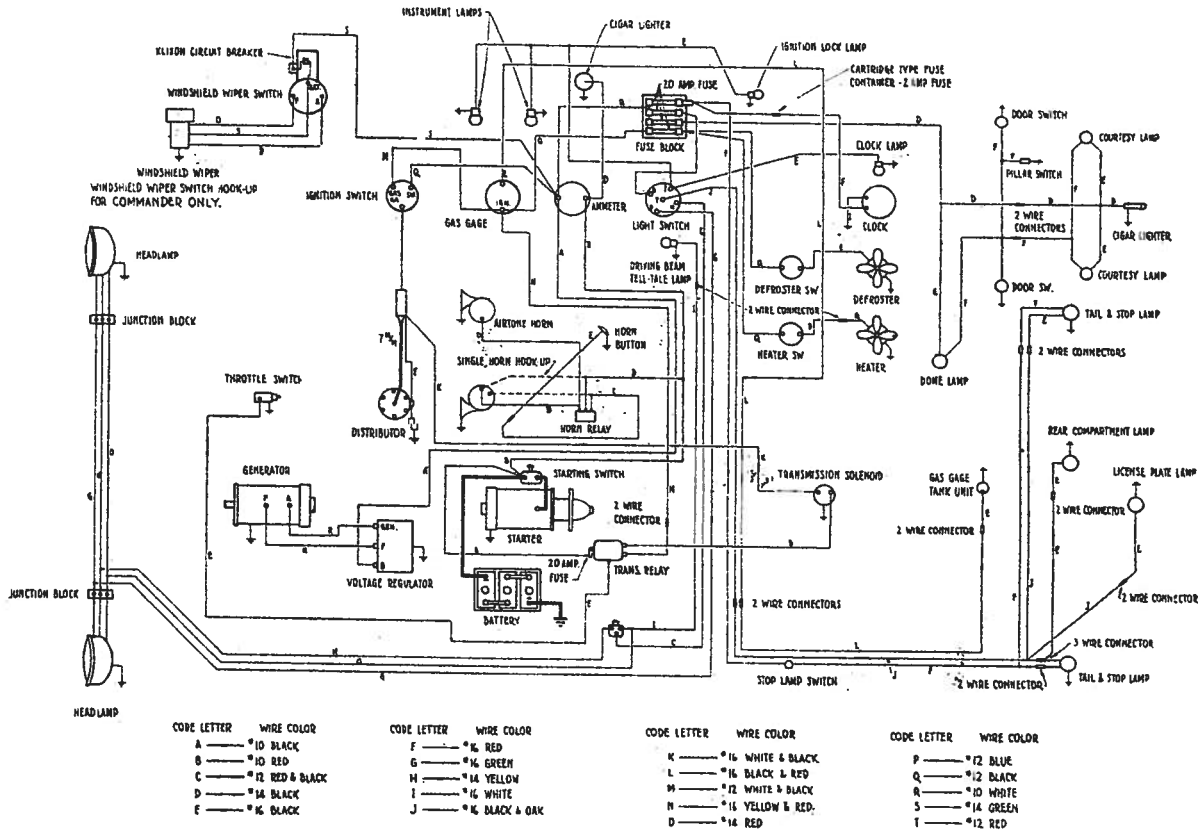 INSTRUMENT LAMPS
CIGAR LIGHTER
KLIXON CIRCUIT BREAKER
IGNITION LOCK LAMP
CARTRIDGE TYPE FUSE
CONTAINER - 2 AMP FUSE
20 AMP. FUSE
WINDSHIELD WIPER SWITCH
FUSE BLOCK
DOOR SWITCH
COURTESY LAMP
CLOCK LAMP
PILLAR SWITCH
WINDSHIELD WIPER
WINDSHIELD WIPER SWITCH HOOK-UP
FOR COMMANDER ONLY.
IGNITION SWITCH
GAS GAGE
IGN.
AMMETER
LIGHT SWITCH
CLOCK
2 WIRE
CONNECTORS
CIGAR LIGHTER
HEADLAMP
DRIVING BEAM
TELL-TALE LAMP
COURTESY LAMP
DEFROSTER SW
DEFROSTER
DOOR SW.
2 WIRE CONNECTOR
JUNCTION BLOCK
AIRTONE HORN
HORN
BUTTON
TAIL & STOP LAMP
HEATER SW
HEATER
2 WIRE CONNECTORS
SINGLE HORN HOOK UP
THROTTLE SWITCH
DOME LAMP
DISTRIBUTOR
HORN RELAY
REAR COMPARTMENT LAMP
GENERATOR
STARTING SWITCH
TRANSMISSION SOLENOID
GAS GAGE
TANK UNIT
LICENSE PLATE LAMP
2 WIRE
CONNECTOR
2 WIRE CONNECTOR
2 WIRE CONNECTOR
STARTER
GEN.
F
B
VOLTAGE REGULATOR
20 AMP.
FUSE
TRANS. RELAY
JUNCTION BLOCK
BATTERY
2 WIRE CONNECTORS
2 WIRE CONNECTOR
3 WIRE CONNECTOR
STOP LAMP SWITCH
2 WIRE CONNECTOR
TAIL & STOP LAMP
HEADLAMP
CODE LETTER WIRE COLOR
A #10 BLACK
B #10 RED
C #12 RED & BLACK
D #14 BLACK
E #16 BLACK
CODE LETTER WIRE COLOR
F #16 RED
G #16 GREEN
H #14 YELLOW
I #16 WHITE
J #16 BLACK & OAK
CODE LETTER WIRE COLOR
K #16 WHITE & BLACK
L #16 BLACK & RED
M #12 WHITE & BLACK
N #16 YELLOW & RED
O #14 RED
CODE LETTER WIRE COLOR
P #12 BLUE
Q #12 BLACK
R #10 WHITE
S #14 GREEN
T #12 RED